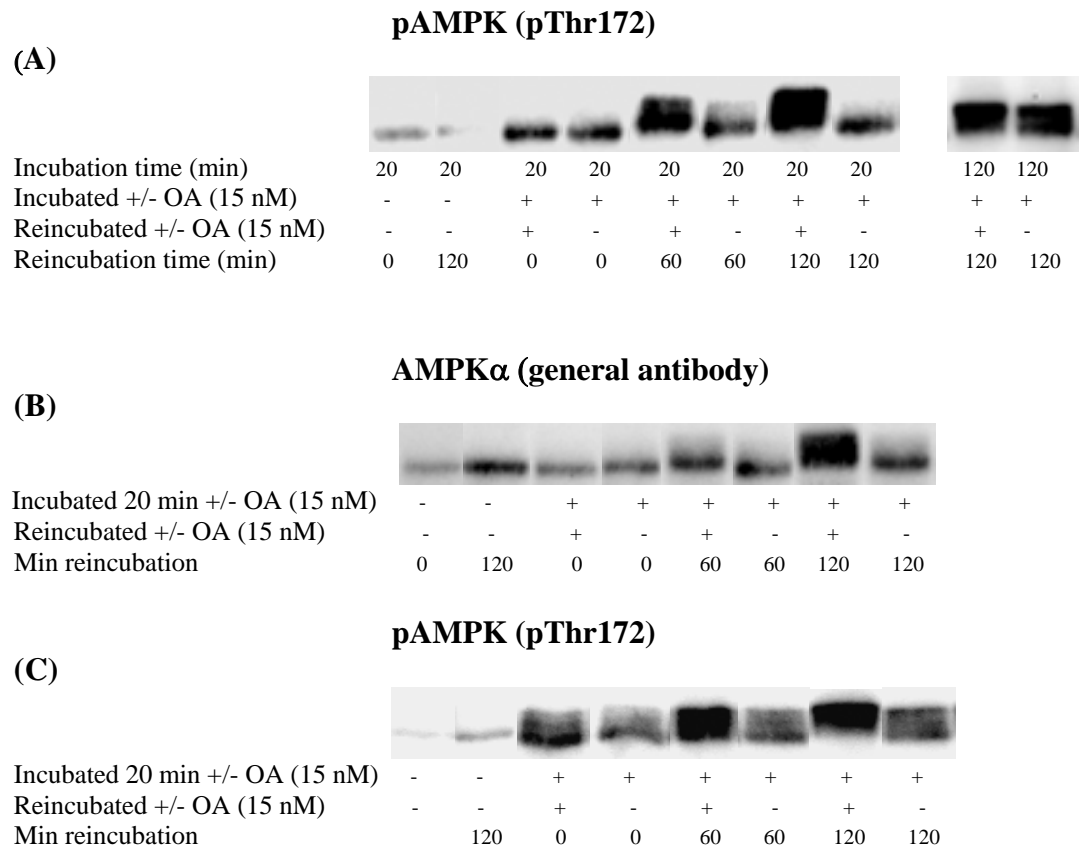 pAMPK (pThr172)
(A)
Incubation time (min) 20 20 20 20 20 20 20 20 120 120
Incubated +/- OA (15 nM) - - + + + + + + + +
Reincubated +/- OA (15 nM) - - + - + - + - + -
Reincubation time (min) 0 120 0 0 60 60 120 120 120 120
AMPKα (general antibody)
(B)
Incubated 20 min +/- OA (15 nM) - - + + + + + +
Reincubated +/- OA (15 nM) - - + - + - + -
Min reincubation 0 120 0 0 60 60 120 120
pAMPK (pThr172)
(C)
Incubated 20 min +/- OA (15 nM) - - + + + + + +
Reincubated +/- OA (15 nM) - - + - + - + -
Min reincubation 120 0 0 60 60 120 120